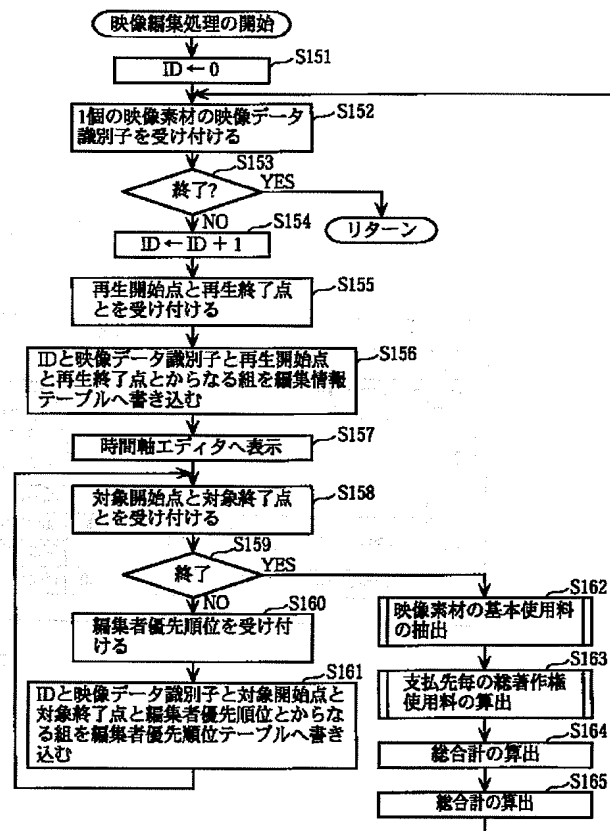 映像編集処理の開始
S151
ID ← 0
S152
1個の映像素材の映像データ
識別子を受け付ける
S153
終了?
YES
リターン
NO
S154
ID ← ID + 1
S155
再生開始点と再生終了点
とを受け付ける
S156
IDと映像データ識別子と再生開始点
と再生終了点とからなる組を編集情報
テーブルへ書き込む
S157
時間軸エディタへ表示
S158
対象開始点と対象終了点
とを受け付ける
S159
終了
YES
NO
S160
編集者優先順位を受け付
ける
S161
IDと映像データ識別子と対象開始点と
対象終了点と編集者優先順位とからな
る組を編集者優先順位テーブルへ書き
込む
S162
映像素材の基本使用料
の抽出
S163
支払先毎の総著作権
使用料の算出
S164
総合計の算出
S165
総合計の算出